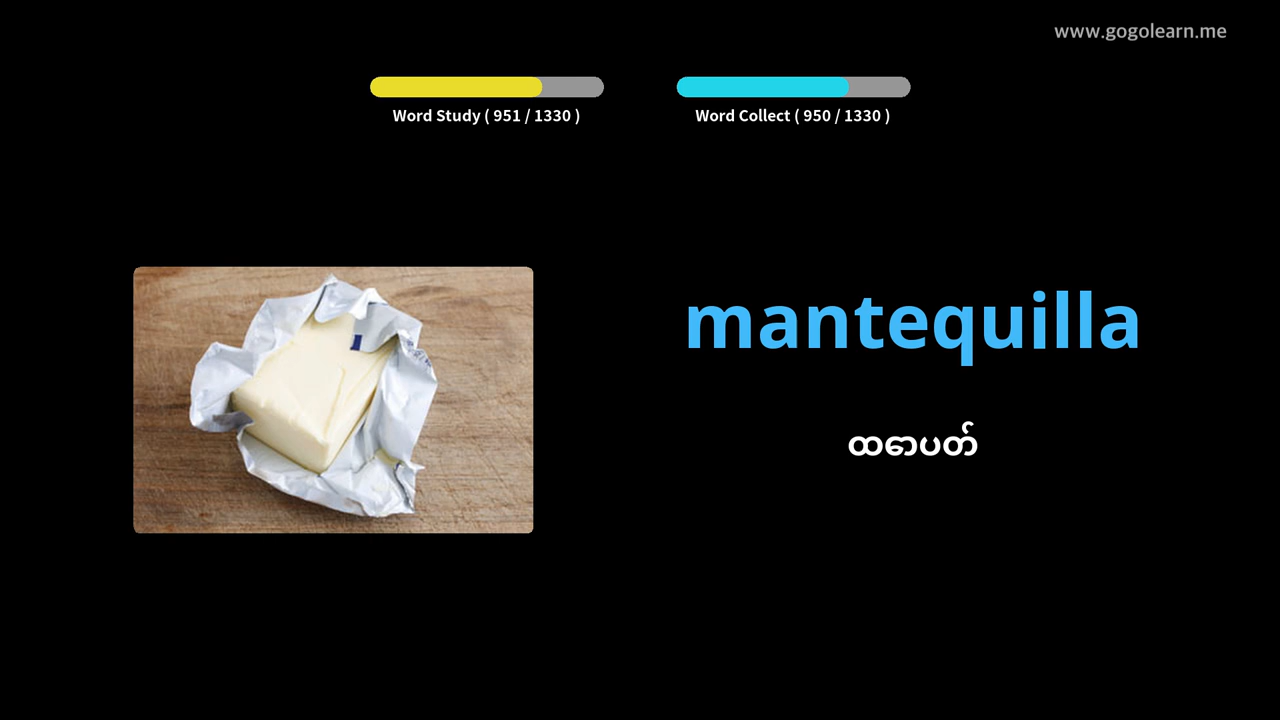 www.gogolearn.me
Word Study ( 951 / 1330 )
Word Collect ( 950 / 1330 )
mantequilla
ထောပတ်